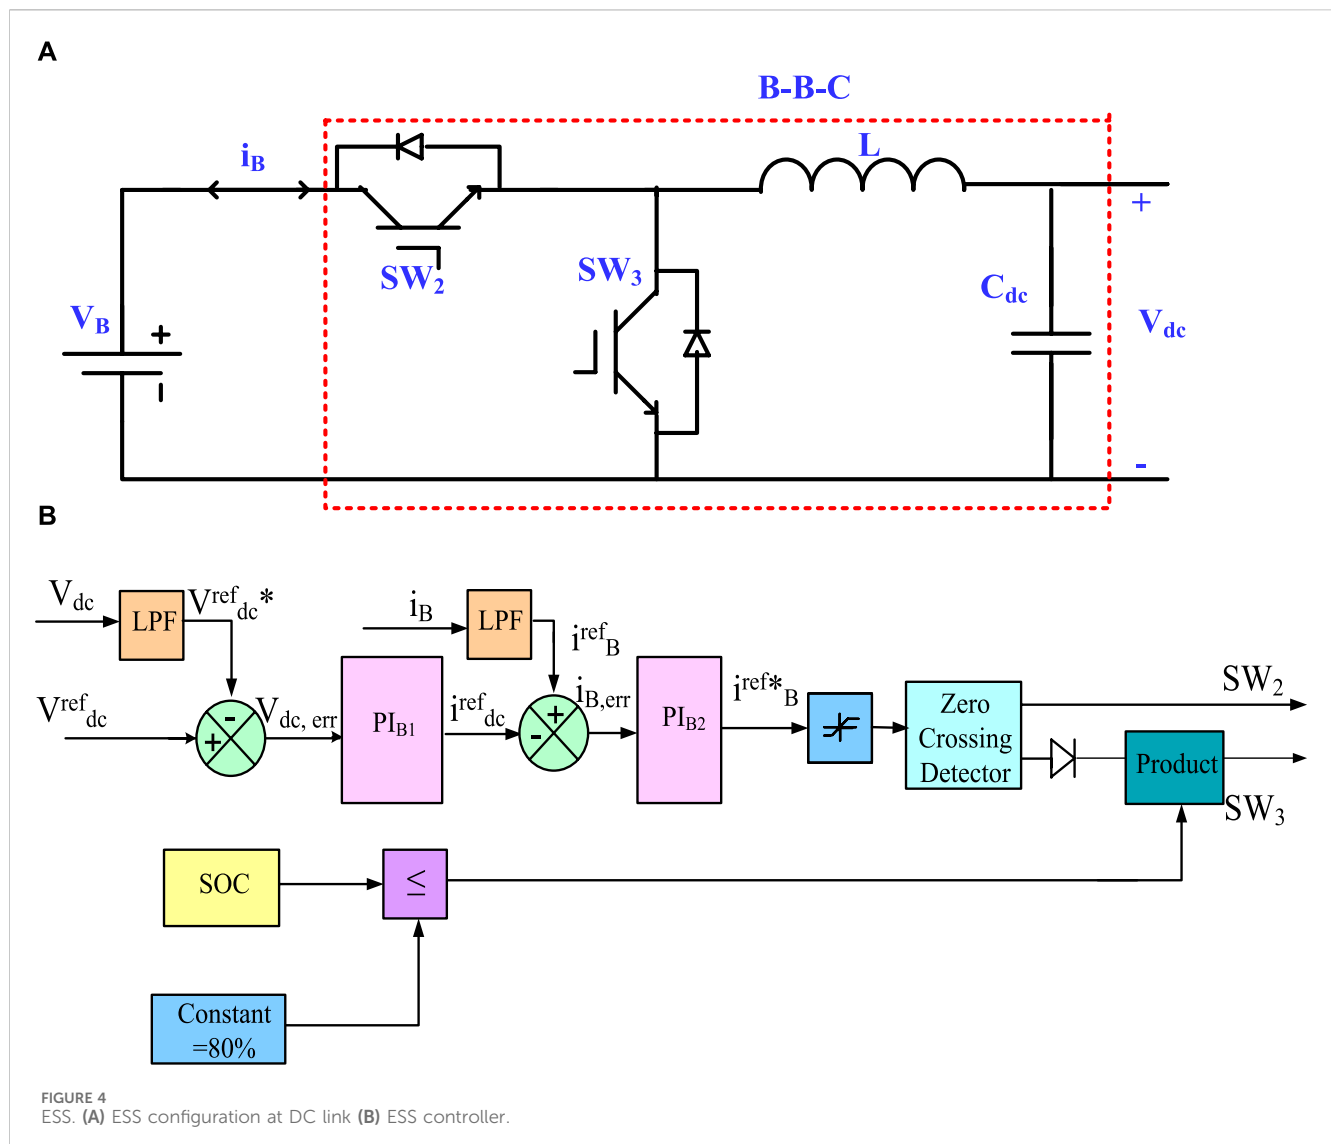 A
B-B-C
L
iB
SW2
SW3
VB
+
Cdc
Vdc
+
-
B
Vdc
LPF
Vrefdc*
iB
LPF
irefB
Vrefdc
-
+
Vdc, err
PIB1
irefdc
+
-
iB,err
PIB2
iref*B
Zero
Crossing
Detector
SW2
Product
SW3
SOC
≤
Constant
=80%
FIGURE 4
ESS. (A) ESS configuration at DC link (B) ESS controller.